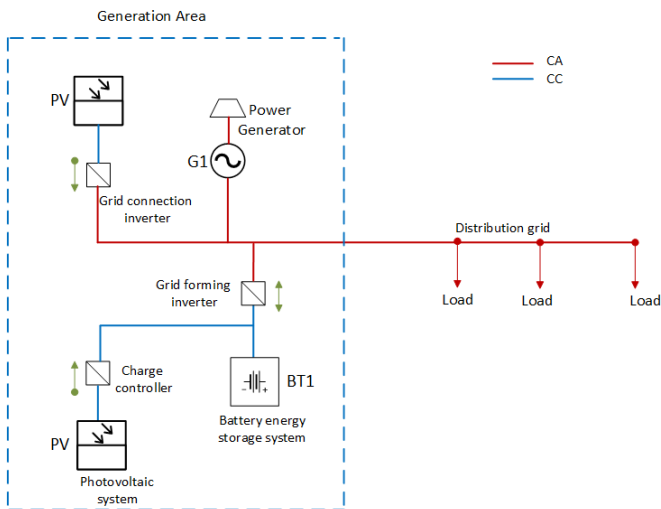 Generation Area
CA
CC
PV
Power
Generator
G1
Grid connection
inverter
Distribution grid
Grid forming
inverter
Load
Load
Load
Charge
controller
BT1
- +
Battery energy
storage system
PV
Photovoltaic
system